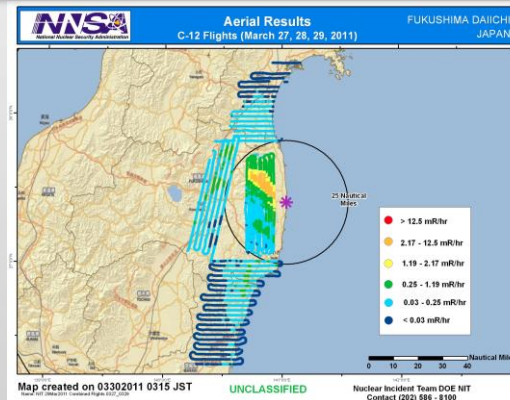 NNSA
National Nuclear Security Administration
Aerial Results
C-12 Flights (March 27, 28, 29, 2011)
FUKUSHIMA DAIICHI
JAPAN
25 Nautical
Miles
> 12.5 mR/hr
2.17 - 12.5 mR/hr
1.19 - 2.17 mR/hr
0.25 - 1.19 mR/hr
0.03 - 0.25 mR/hr
< 0.03 mR/hr
Nautical Miles
0 10 20 30 40
Map created on 03302011 0315 JST
UNCLASSIFIED
Nuclear Incident Team DOE NIT
Contact (202) 586 - 8100